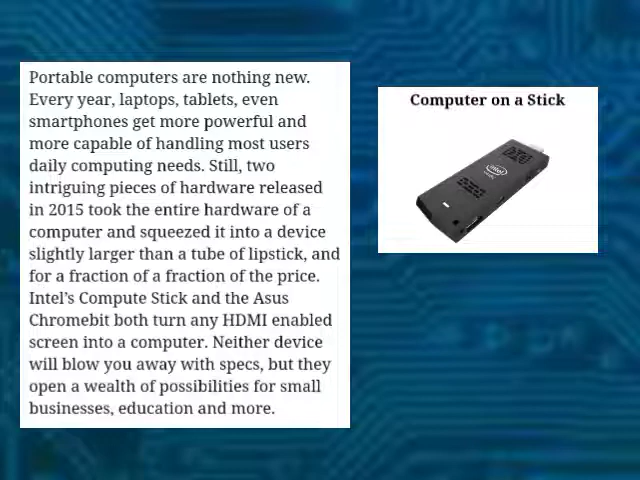 Portable computers are nothing new.
Every year, laptops, tablets, even
smartphones get more powerful and
more capable of handling most users
daily computing needs. Still, two
intriguing pieces of hardware released
in 2015 took the entire hardware of a
computer and squeezed it into a device
slightly larger than a tube of lipstick, and
for a fraction of a fraction of the price.
Intel’s Compute Stick and the Asus
Chromebit both turn any HDMI enabled
screen into a computer. Neither device
will blow you away with specs, but they
open a wealth of possibilities for small
businesses, education and more.
Computer on a Stick
intel